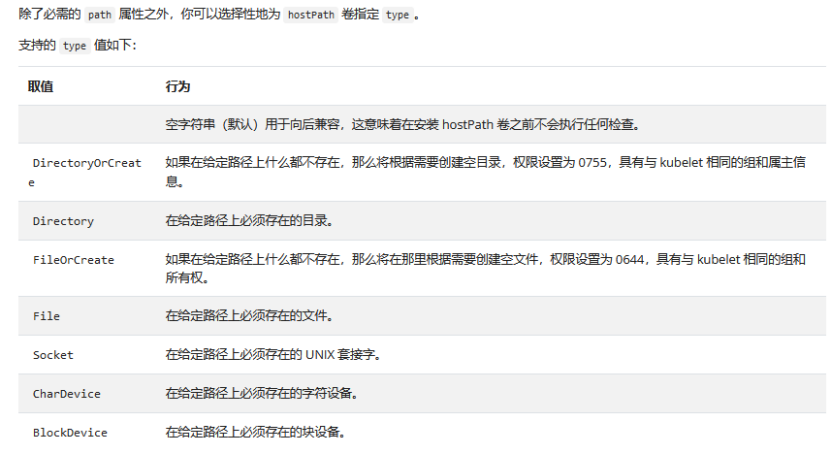 除了必需的 path 属性之外，你可以选择性地为 hostPath 卷指定 type。
支持的 type 值如下：
取值 行为
空字符串（默认）用于向后兼容，这意味着在安装 hostPath 卷之前不会执行任何检查。
DirectoryOrCreat 如果在给定路径上什么都不存在，那么将根据需要创建空目录，权限设置为 0755，具有与 kubelet 相同的组和属主信
e 息。
Directory 在给定路径上必须存在的目录。
FileOrCreate 如果在给定路径上什么都不存在，那么将在那里根据需要创建空文件，权限设置为 0644，具有与 kubelet 相同的组和
所有权。
File 在给定路径上必须存在的文件。
Socket 在给定路径上必须存在的 UNIX 套接字。
CharDevice 在给定路径上必须存在的字符设备。
BlockDevice 在给定路径上必须存在的块设备。